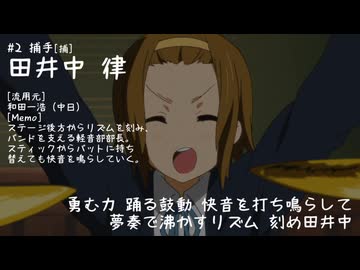 #2 捕手[捕]
田井中 律
[流用元]
和田一浩（中日）
[Memo]
ステージ後方からリズムを刻み、
バンドを支える軽音部部長。
スティックからバットに持ち
替えても快音を鳴らしていく。
勇む力 踊る鼓動 快音を打ち鳴らして
夢奏で沸かすリズム 刻め田井中